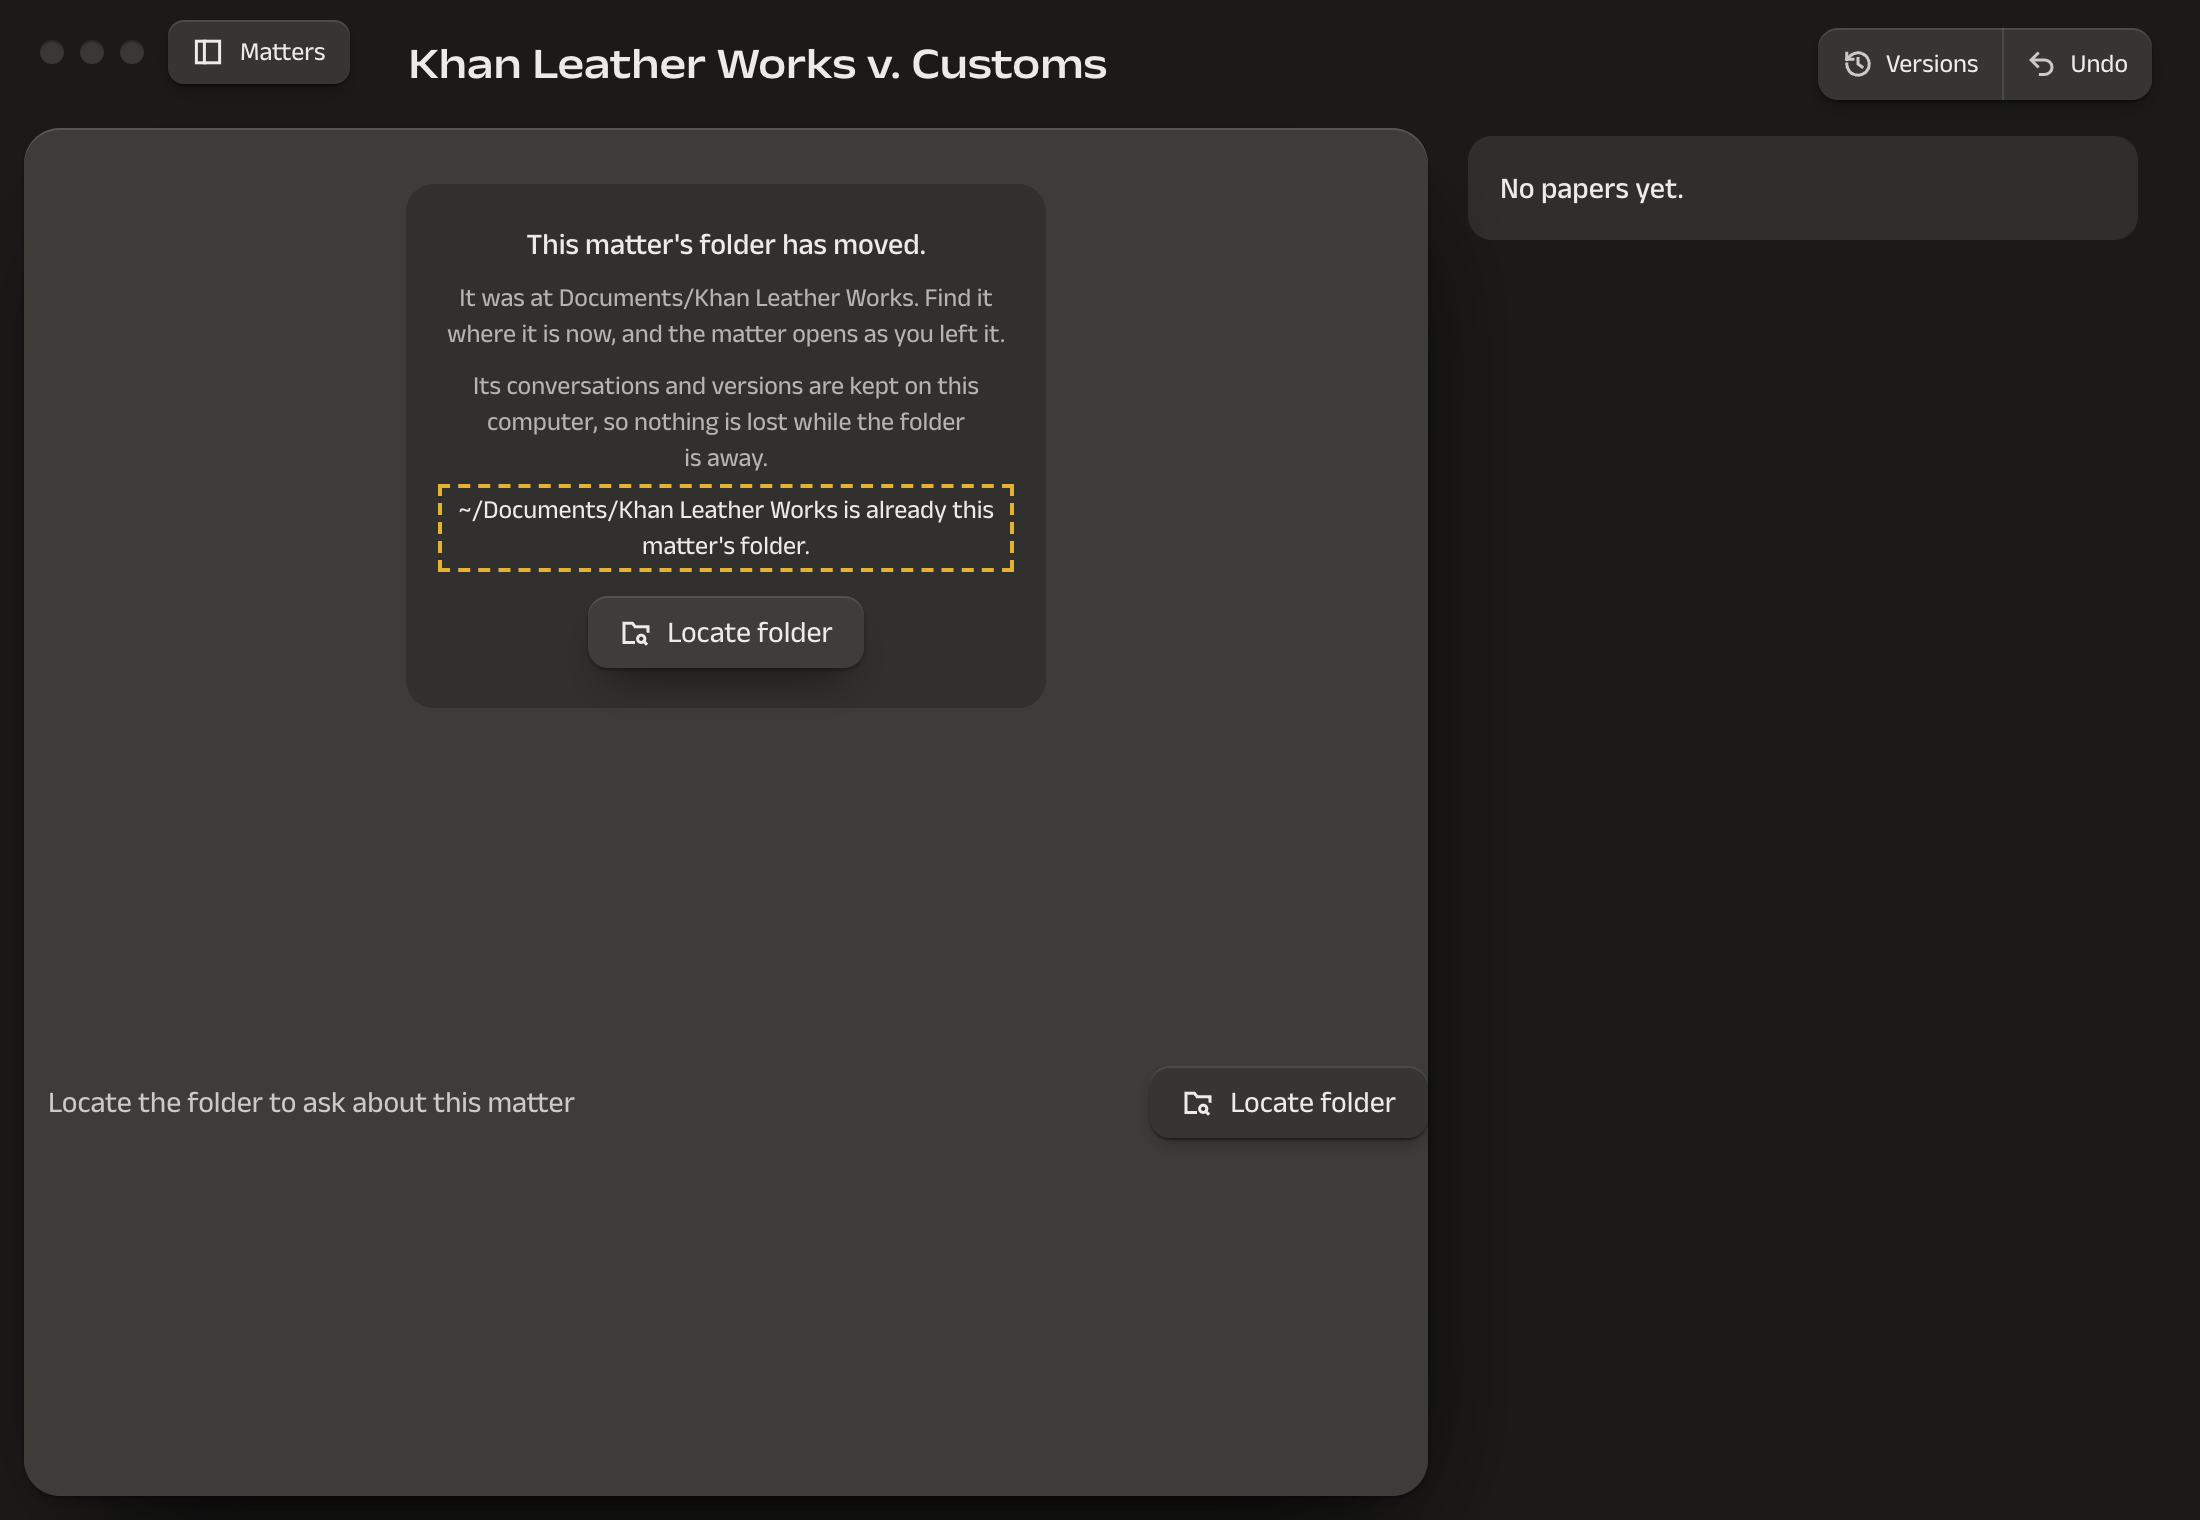 Matters
Khan Leather Works v. Customs
Versions
Undo
This matter's folder has moved.
It was at Documents/Khan Leather Works. Find it
where it is now, and the matter opens as you left it.
Its conversations and versions are kept on this
computer, so nothing is lost while the folder
is away.
~/Documents/Khan Leather Works is already this
matter's folder.
Locate folder
Locate the folder to ask about this matter
Locate folder
No papers yet.